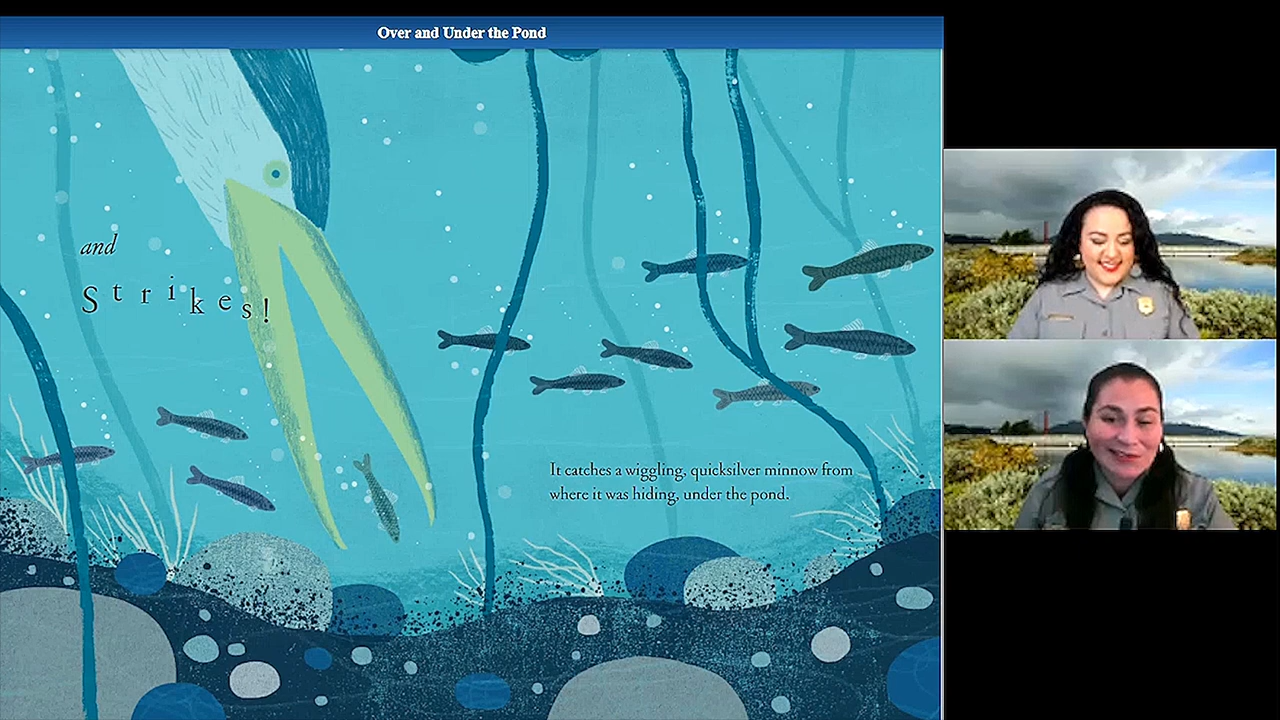 Over and Under the Pond
and
Strikes!
It catches a wiggling, quicksilver minnow from
where it was hiding, under the pond.